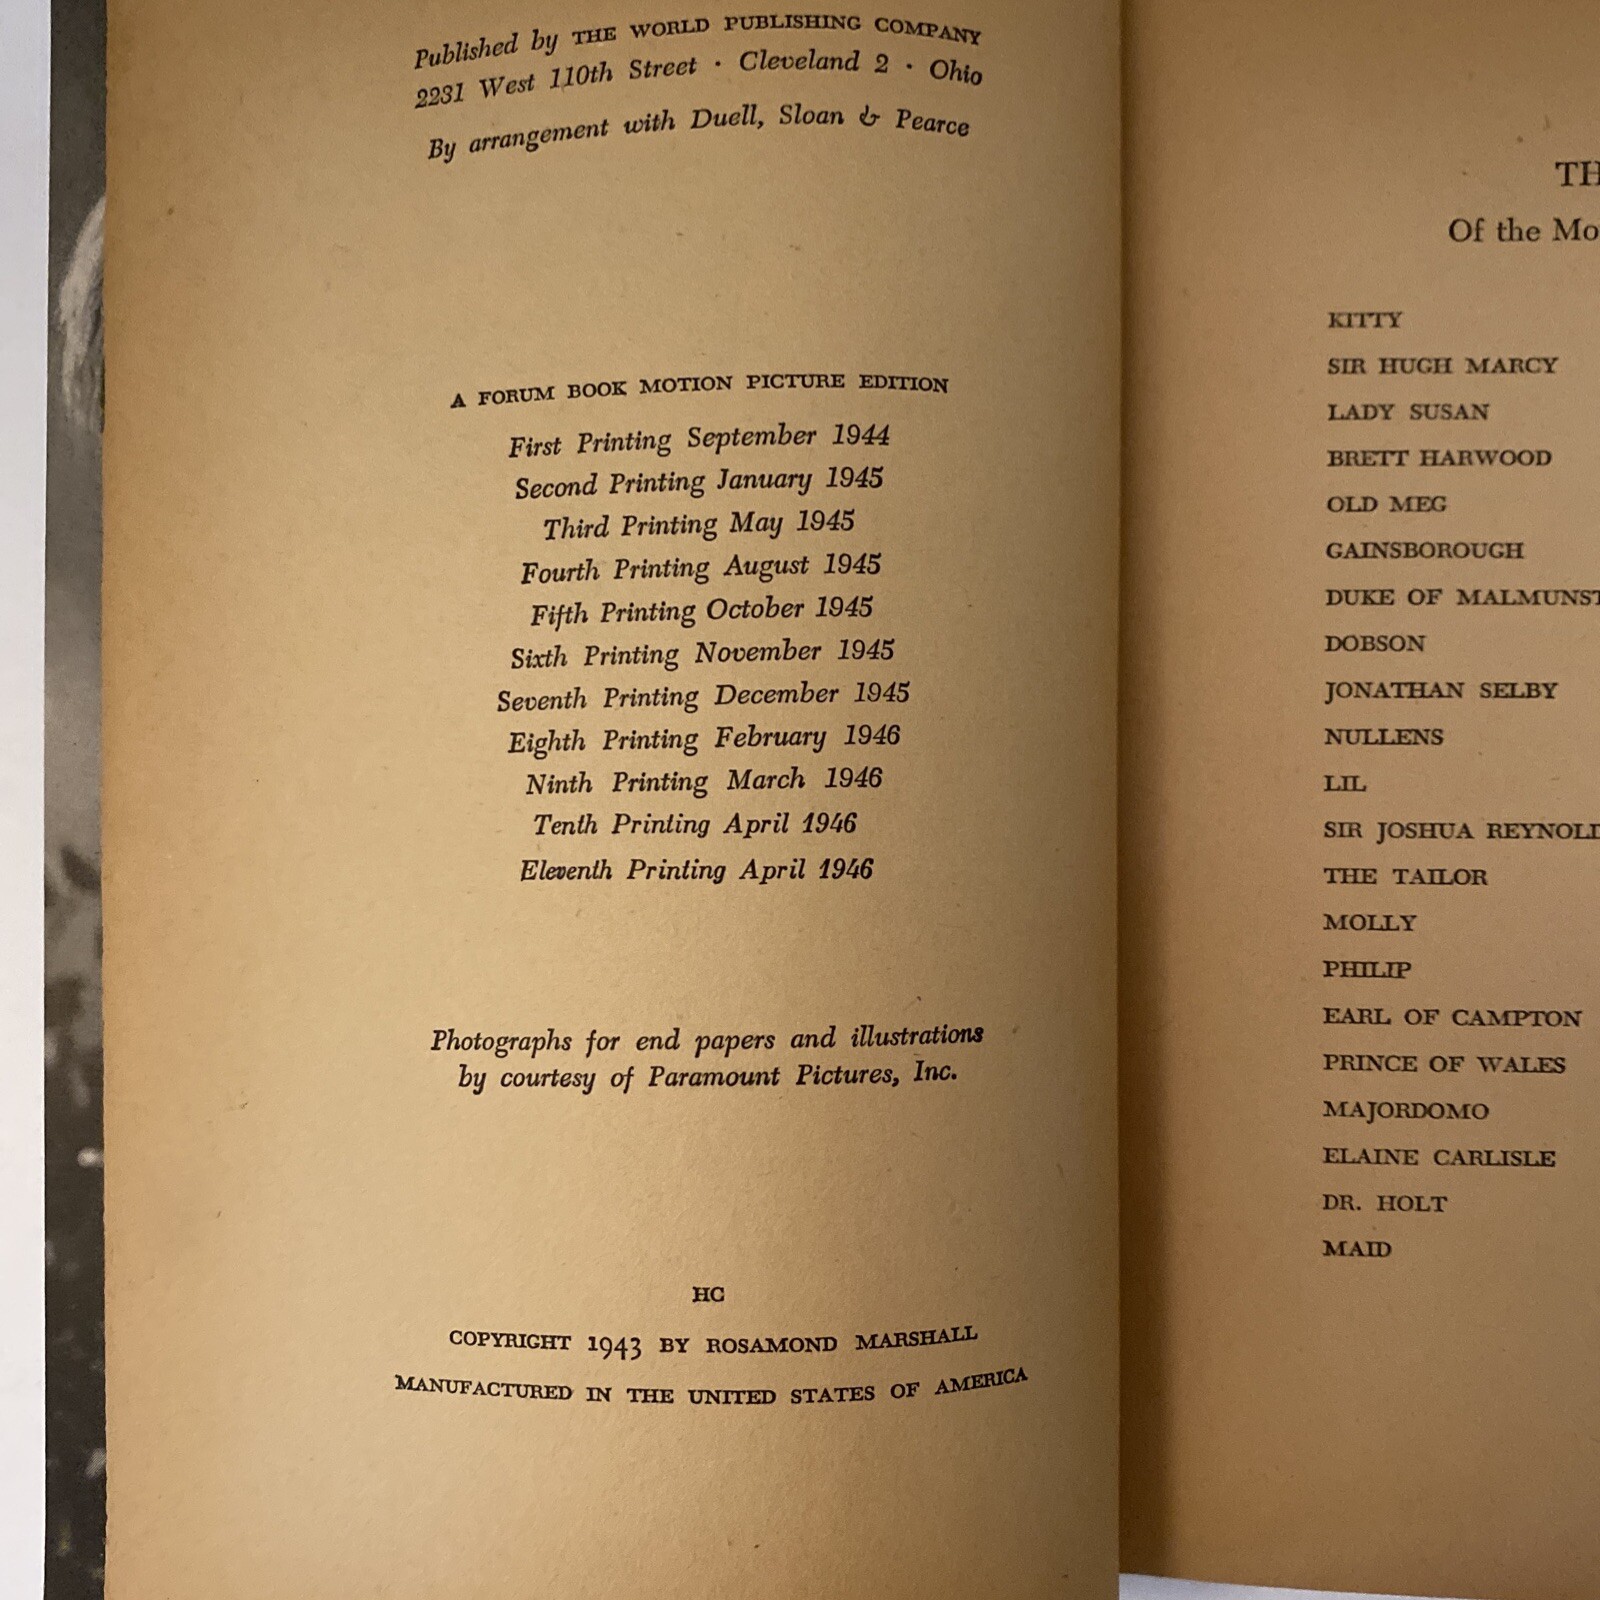 Published by THE WORLD PUBLISHING COMPANY
2231 West 110th Street · Cleveland 2 · Ohio
By arrangement with Duell, Sloan & Pearce
A FORUM BOOK MOTION PICTURE EDITION
First Printing September 1944
Second Printing January 1945
Third Printing May 1945
Fourth Printing August 1945
Fifth Printing October 1945
Sixth Printing November 1945
Seventh Printing December 1945
Eighth Printing February 1946
Ninth Printing March 1946
Tenth Printing April 1946
Eleventh Printing April 1946
Photographs for end papers and illustrations
by courtesy of Paramount Pictures, Inc.
HC
COPYRIGHT 1943 BY ROSAMOND MARSHALL
MANUFACTURED IN THE UNITED STATES OF AMERICA
TH
Of the Mo
KITTY
SIR HUGH MARCY
LADY SUSAN
BRETT HARWOOD
OLD MEG
GAINSBOROUGH
DUKE OF MALMUNST
DOBSON
JONATHAN SELBY
NULLENS
LIL
SIR JOSHUA REYNOLD
THE TAILOR
MOLLY
PHILIP
EARL OF CAMPTON
PRINCE OF WALES
MAJORDOMO
ELAINE CARLISLE
DR. HOLT
MAID